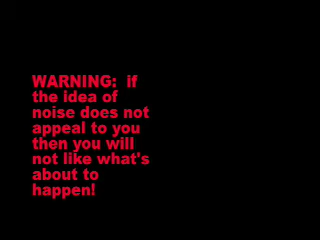 WARNING:  if
the idea of
noise does not
appeal to you
then you will
not like what's
about to
happen!